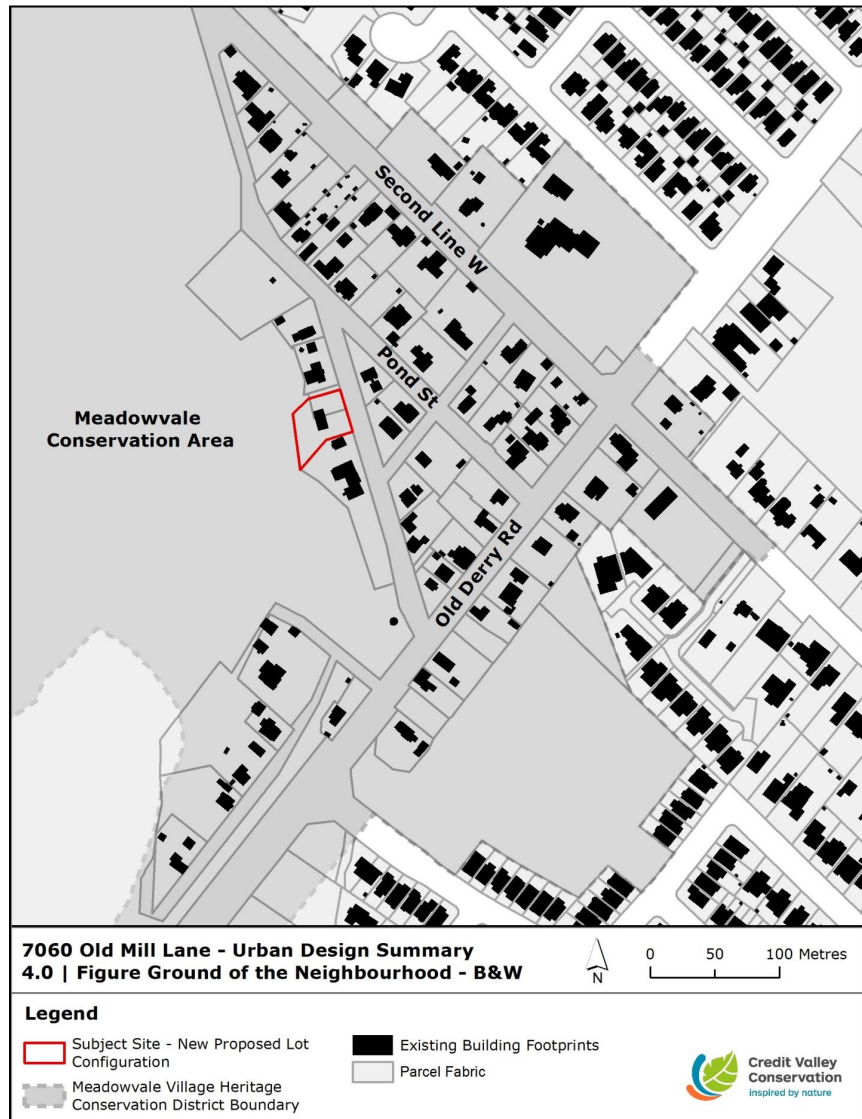 Second Line W
Pond St
Meadowvale
Conservation Area
Old Derry Rd
7060 Old Mill Lane - Urban Design Summary
4.0 | Figure Ground of the Neighbourhood - B&W
N
0 50 100 Metres
Legend
Subject Site - New Proposed Lot
Configuration
Meadowvale Village Heritage
Conservation District Boundary
Existing Building Footprints
Parcel Fabric
Credit Valley
Conservation
inspired by nature